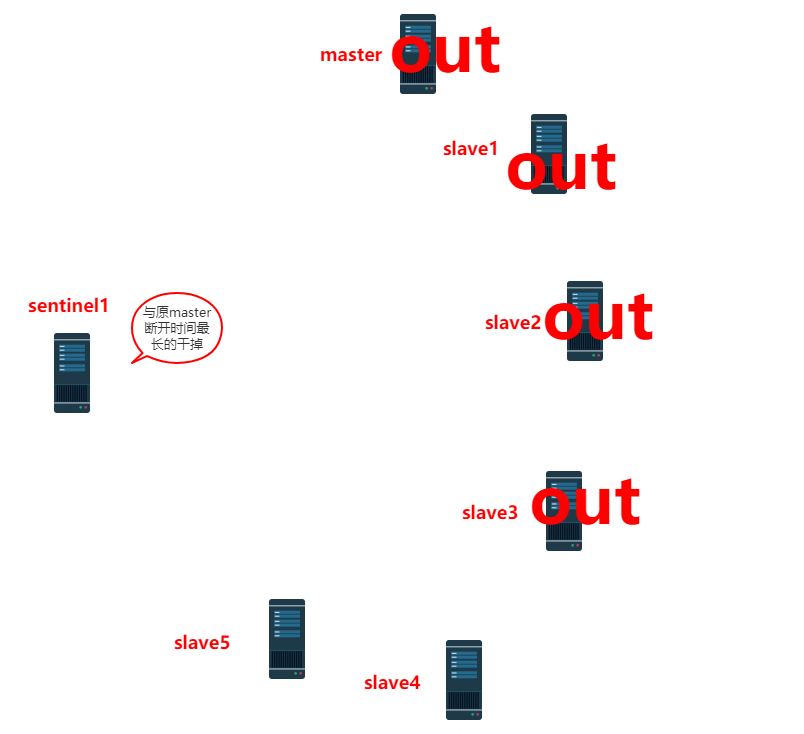 master
out
slave1
out
sentinel1
与原master
断开时间最
长的干掉
slave2
out
slave3
out
slave5
slave4